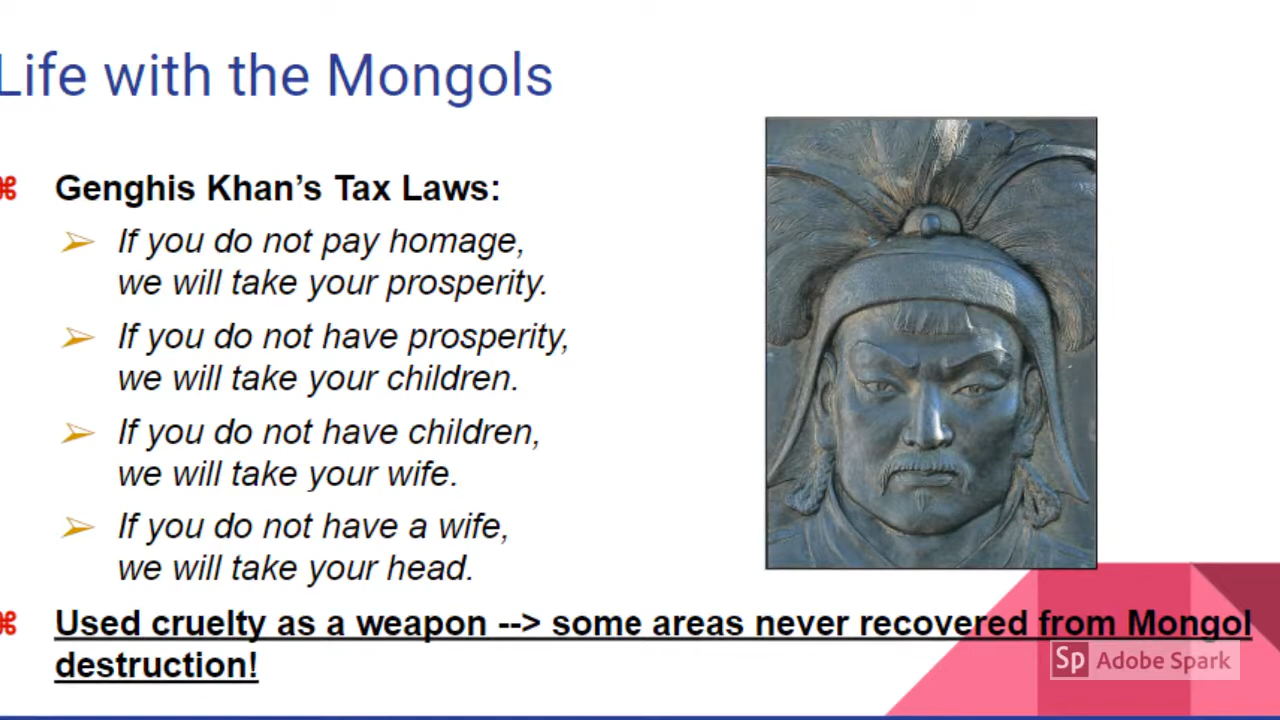 Life with the Mongols
⌘ Genghis Khan’s Tax Laws:
➢ If you do not pay homage,
we will take your prosperity.
➢ If you do not have prosperity,
we will take your children.
➢ If you do not have children,
we will take your wife.
➢ If you do not have a wife,
we will take your head.
⌘ Used cruelty as a weapon --> some areas never recovered from Mongol
destruction!
Sp Adobe Spark